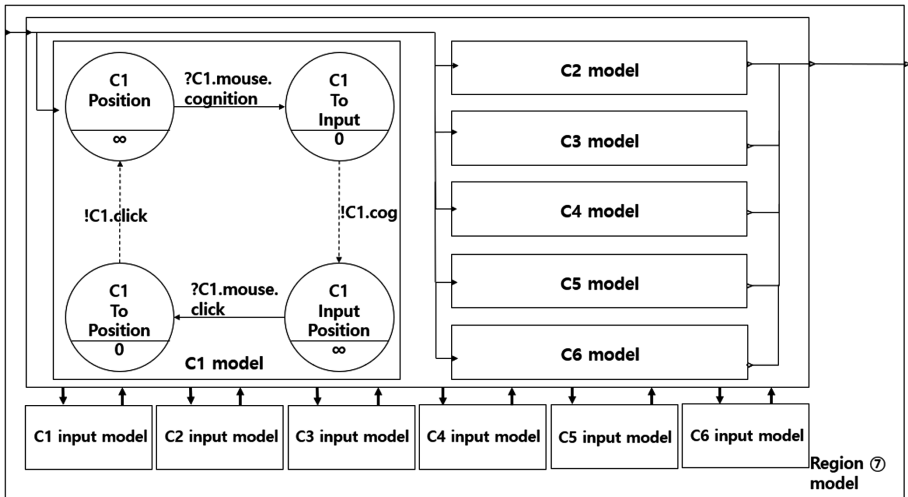 C1
Position
∞
?C1.mouse.
cognition
C1
To
Input
0
!C1.click
!C1.cog
C1
To
Position
0
?C1.mouse.
click
C1
Input
Position
∞
C1 model
C2 model
C3 model
C4 model
C5 model
C6 model
C1 input model
C2 input model
C3 input model
C4 input model
C5 input model
C6 input model
Region ⑦
model